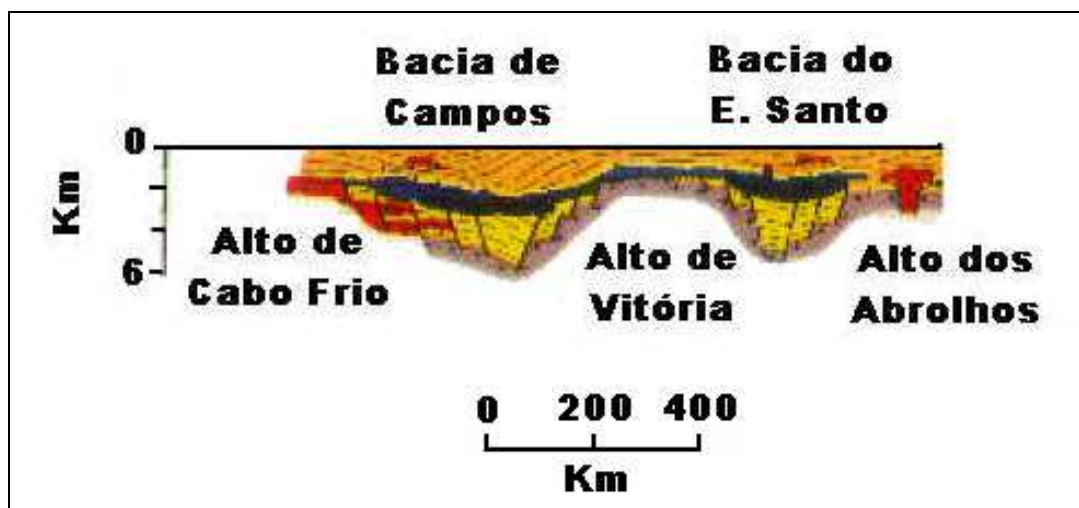 Bacia de
Campos
Bacia do
E. Santo
0
Km
6
Alto de
Cabo Frio
Alto de
Vitória
Alto dos
Abrolhos
0 200 400
Km